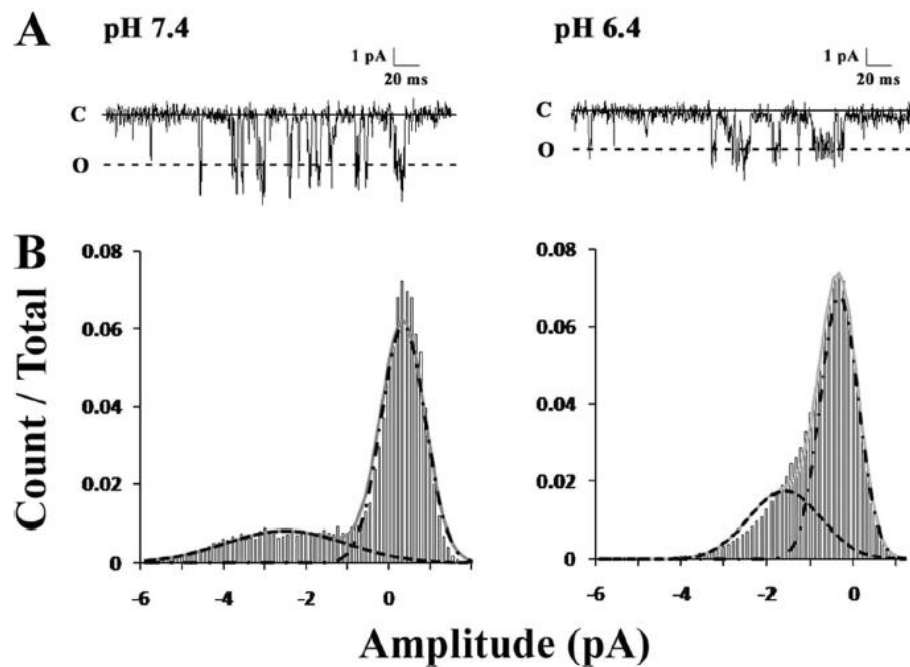 A pH 7.4 pH 6.4
1 pA 1 pA
20 ms 20 ms
C C
O O
B 0.08 0.08
0.06 0.06
0.04 0.04
0.02 0.02
0 0
-6 -4 -2 0 -6 -4 -2 0
Count / Total
Amplitude (pA)